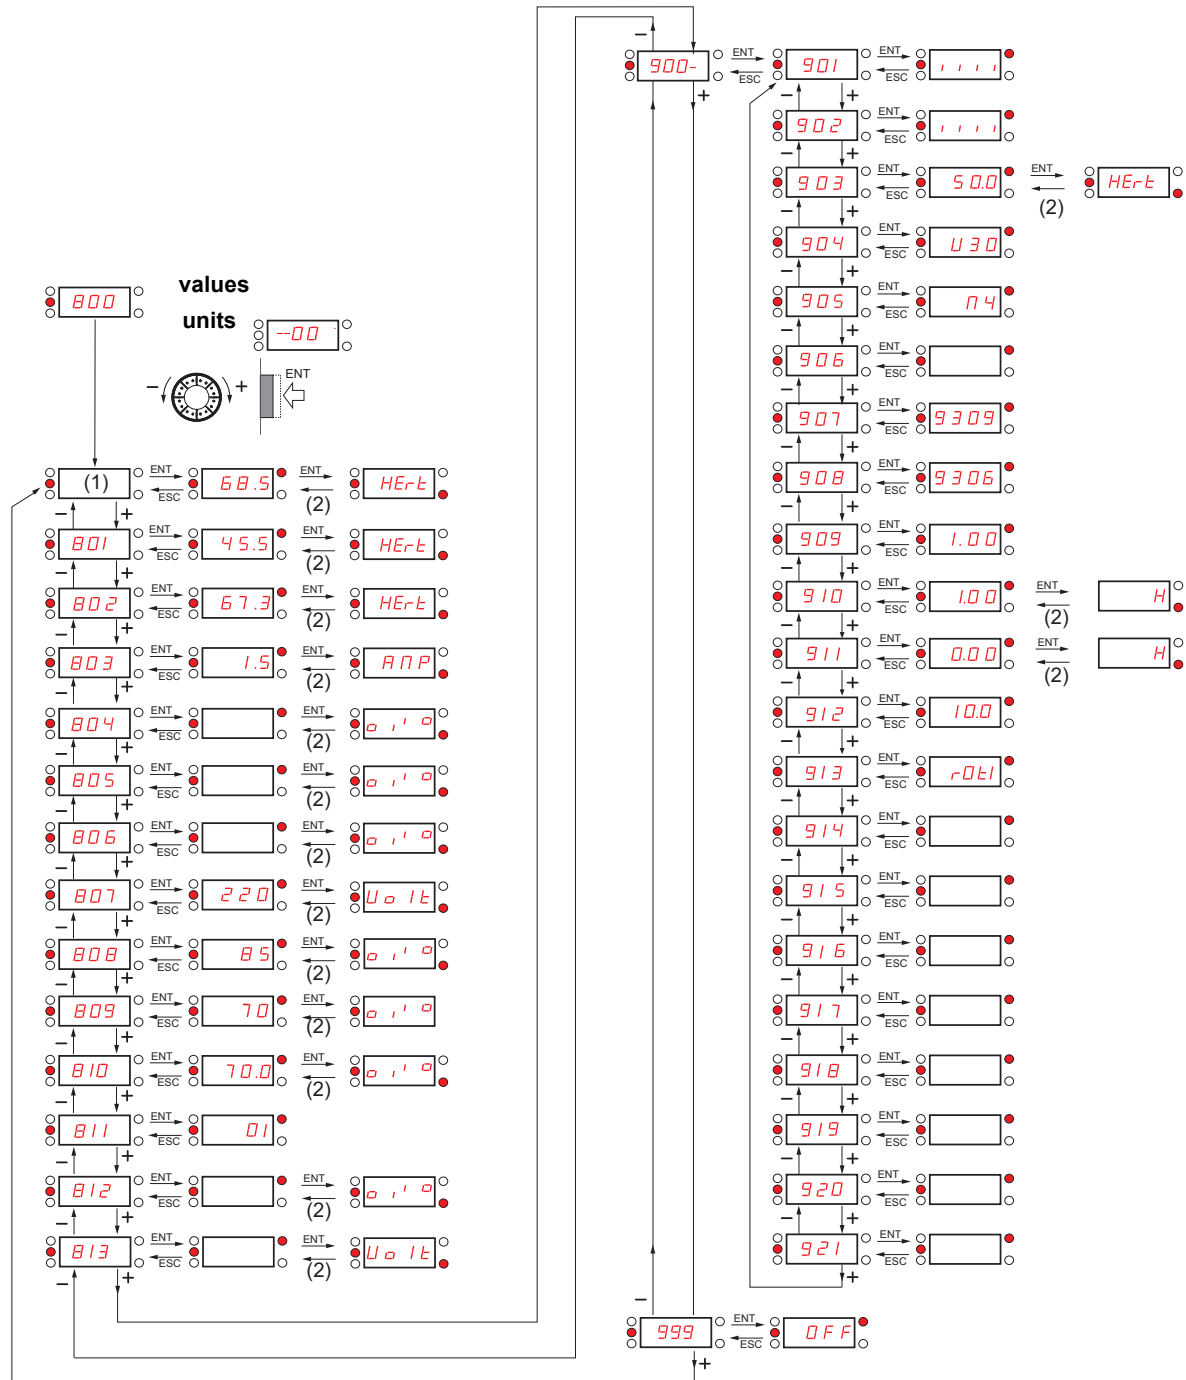 900- ENT ESC 901 ENT ESC ıııı
− +
902 ENT ESC ıııı
− +
903 ENT ESC 50.0 ENT (2) HErt
− +
904 ENT ESC U30
− +
905 ENT ESC П4
− +
906 ENT ESC
− +
907 ENT ESC 9309
− +
908 ENT ESC 9306
− +
909 ENT ESC 1.00
− +
910 ENT ESC 1.00 ENT (2) H
− +
911 ENT ESC 0.00 ENT (2) H
− +
912 ENT ESC 10.0
− +
913 ENT ESC r0t1
− +
914 ENT ESC
− +
915 ENT ESC
− +
916 ENT ESC
− +
917 ENT ESC
− +
918 ENT ESC
− +
919 ENT ESC
− +
920 ENT ESC
− +
921 ENT ESC
+
800
values
units
--00
− + ENT
(1) ENT ESC 68.5 ENT (2) HErt
− +
801 ENT ESC 45.5 ENT (2) HErt
− +
802 ENT ESC 67.3 ENT (2) HErt
− +
803 ENT ESC 1.5 ENT (2) AПP
− +
804 ENT ESC ENT (2) o ı' o
− +
805 ENT ESC ENT (2) o ı' o
− +
806 ENT ESC ENT (2) o ı' o
− +
807 ENT ESC 220 ENT (2) Uolt
− +
808 ENT ESC 85 ENT (2) o ı' o
− +
809 ENT ESC 70 ENT (2) o ı' o
− +
810 ENT ESC 70.0 ENT (2) o ı' o
− +
811 ENT ESC 01
− +
812 ENT ESC ENT (2) o ı' o
− +
813 ENT ESC ENT (2) Uolt
− +
−
999 ENT ESC OFF
+